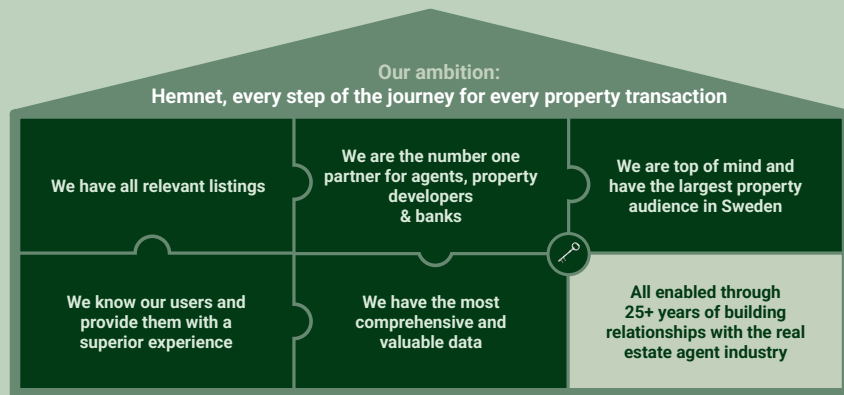 Our ambition:
Hemnet, every step of the journey for every property transaction
We have all relevant listings
We are the number one
partner for agents, property
developers
& banks
We are top of mind and
have the largest property
audience in Sweden
We know our users and
provide them with a
superior experience
We have the most
comprehensive and
valuable data
All enabled through
25+ years of building
relationships with the real
estate agent industry